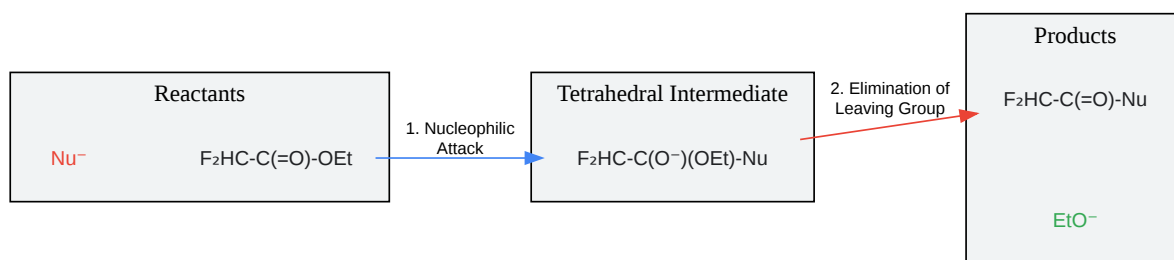 Reactants
Nu⁻
F₂HC-C(=O)-OEt
1. Nucleophilic
Attack
Tetrahedral Intermediate
F₂HC-C(O⁻)(OEt)-Nu
2. Elimination of
Leaving Group
Products
F₂HC-C(=O)-Nu
EtO⁻